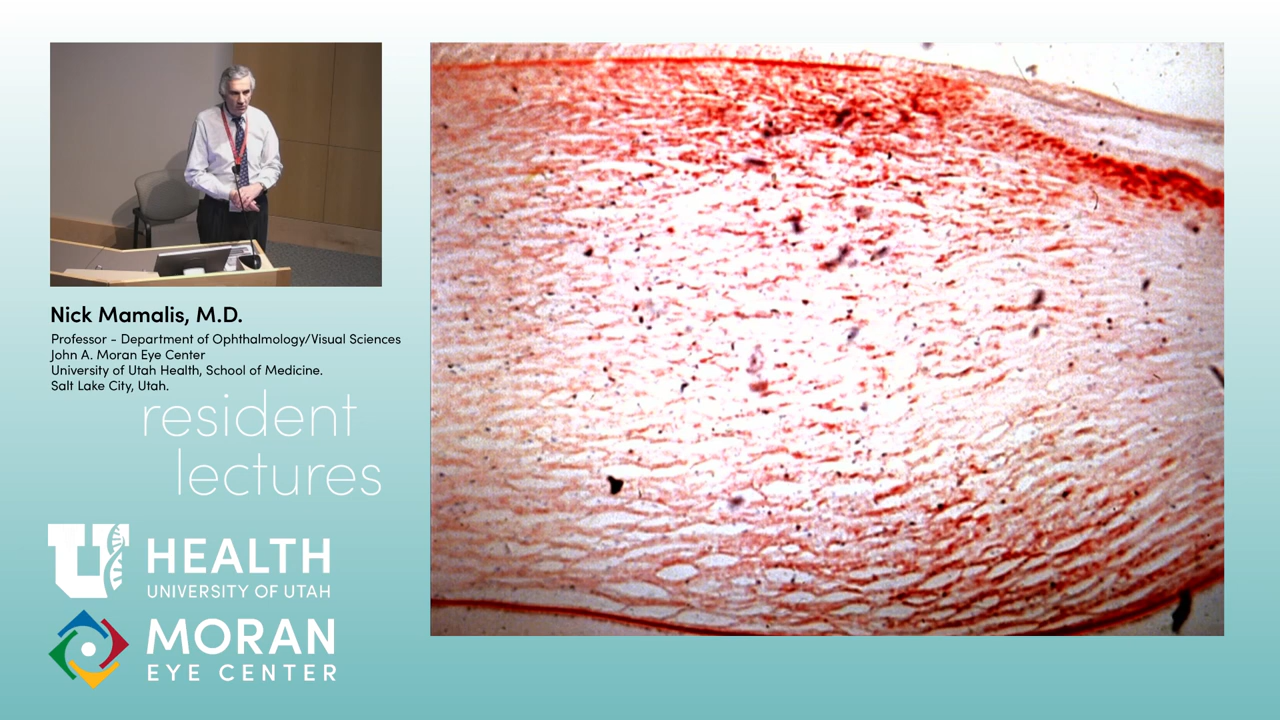 Nick Mamalis, M.D.
Professor - Department of Ophthalmology/Visual Sciences
John A. Moran Eye Center
University of Utah Health, School of Medicine.
Salt Lake City, Utah.
resident
lectures
U HEALTH
UNIVERSITY OF UTAH
MORAN
EYE CENTER